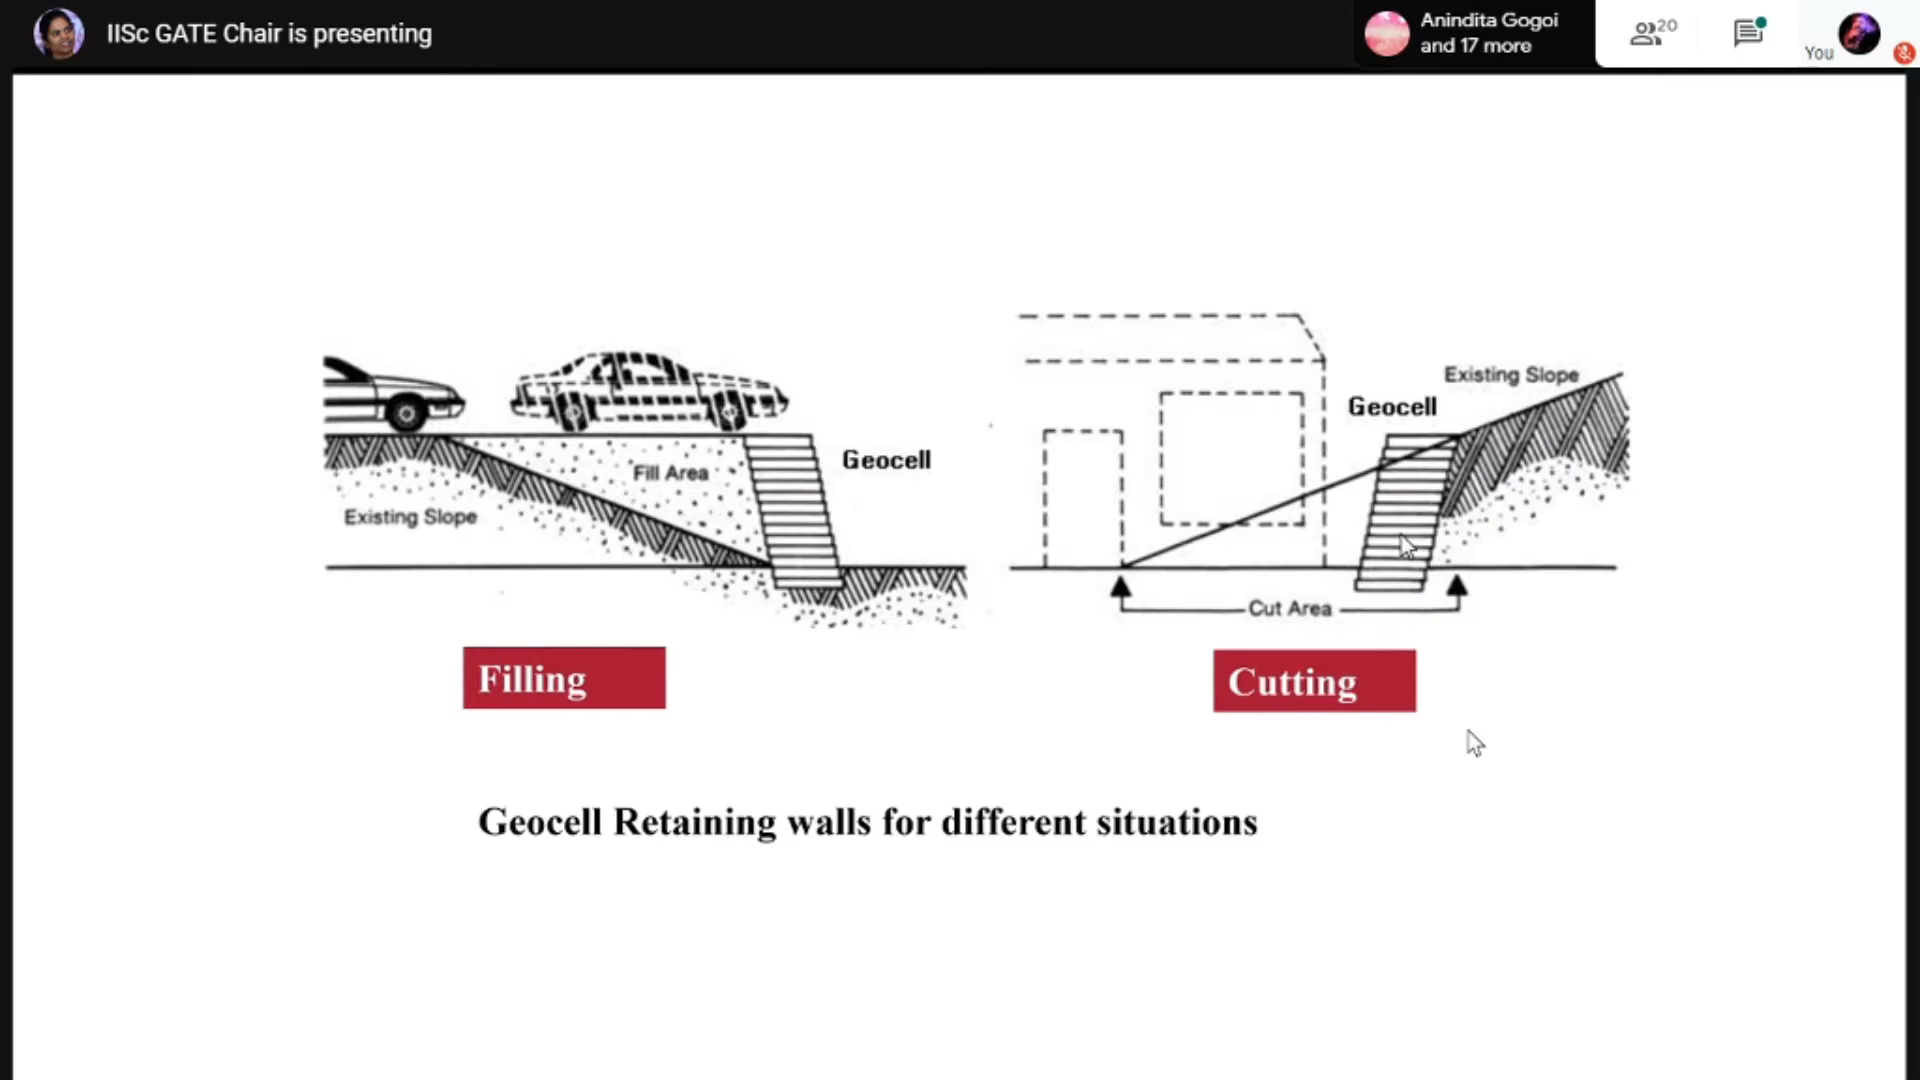 IISc GATE Chair is presenting
Anindita Gogoi
and 17 more
20
You
Existing Slope
Geocell
Geocell
Fill Area
Existing Slope
Cut Area
Filling
Cutting
Geocell Retaining walls for different situations